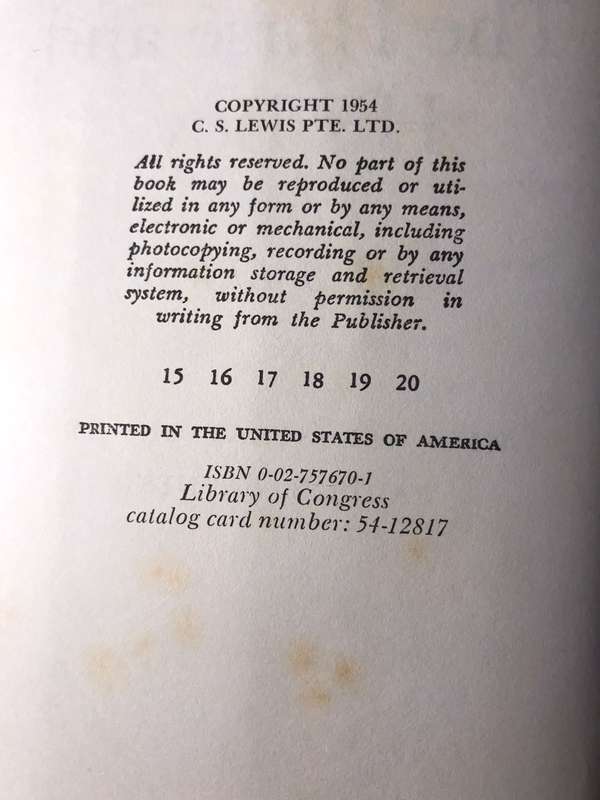 COPYRIGHT 1954
C. S. LEWIS PTE. LTD.
All rights reserved. No part of this
book may be reproduced or uti-
lized in any form or by any means,
electronic or mechanical, including
photocopying, recording or by any
information storage and retrieval
system, without permission in
writing from the Publisher.
15 16 17 18 19 20
PRINTED IN THE UNITED STATES OF AMERICA
ISBN 0-02-757670-1
Library of Congress
catalog card number: 54-12817